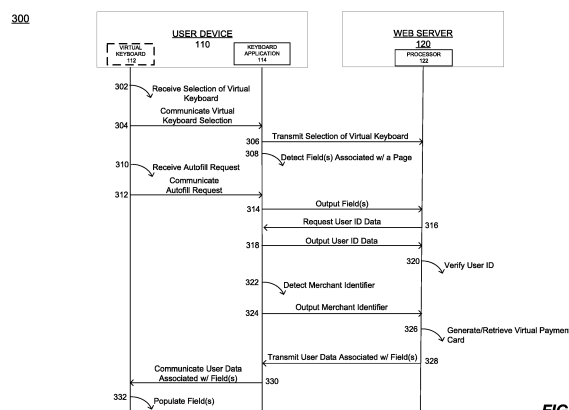 300
USER DEVICE
110
WEB SERVER
120
VIRTUAL
KEYBOARD
112
KEYBOARD
APPLICATION
114
PROCESSOR
122
302
Receive Selection of Virtual
Keyboard
Communicate Virtual
Keyboard Selection
304
306
Transmit Selection of Virtual Keyboard
308
Detect Field(s) Associated w/ a Page
310
Receive Autofill Request
Communicate
Autofill Request
312
Output Field(s)
314
Request User ID Data
316
Output User ID Data
318
320
Verify User ID
322
Detect Merchant Identifier
Output Merchant Identifier
324
326
Generate/Retrieve Virtual Paymen
Card
Transmit User Data Associated w/ Field(s)
328
Communicate User Data
Associated w/ Field(s)
330
332
Populate Field(s)
FIG